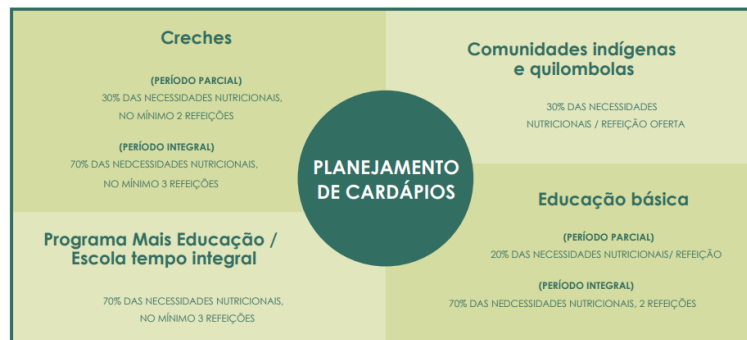 Creches
(PERÍODO PARCIAL)
30% DAS NECESSIDADES NUTRICIONAIS,
NO MÍNIMO 2 REFEIÇÕES
(PERÍODO INTEGRAL)
70% DAS NEDCESSIDADES NUTRICIONAIS,
NO MÍNIMO 3 REFEIÇÕES
Comunidades indígenas
e quilombolas
30% DAS NECESSIDADES
NUTRICIONAIS / REFEIÇÃO OFERTA
PLANEJAMENTO
DE CARDÁPIOS
Programa Mais Educação /
Escola tempo integral
70% DAS NECESSIDADES NUTRICIONAIS,
NO MÍNIMO 3 REFEIÇÕES
Educação básica
(PERÍODO PARCIAL)
20% DAS NECESSIDADES NUTRICIONAIS/ REFEIÇÃO
(PERÍODO INTEGRAL)
70% DAS NEDCESSIDADES NUTRICIONAIS, 2 REFEIÇÕES